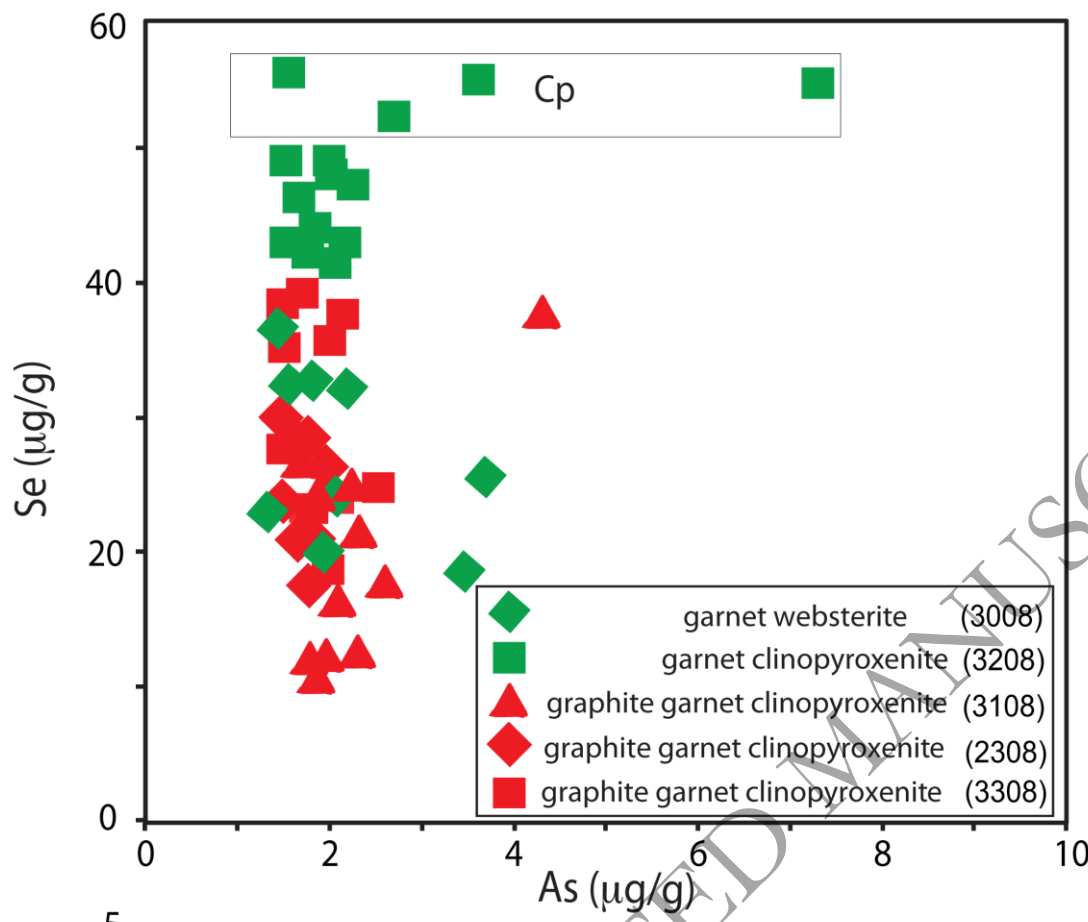 60
Cp
40
Se (μg/g)
20
garnet websterite (3008)
garnet clinopyroxenite (3208)
graphite garnet clinopyroxenite (3108)
graphite garnet clinopyroxenite (2308)
graphite garnet clinopyroxenite (3308)
0
0 2 4 6 8 10
As (μg/g)